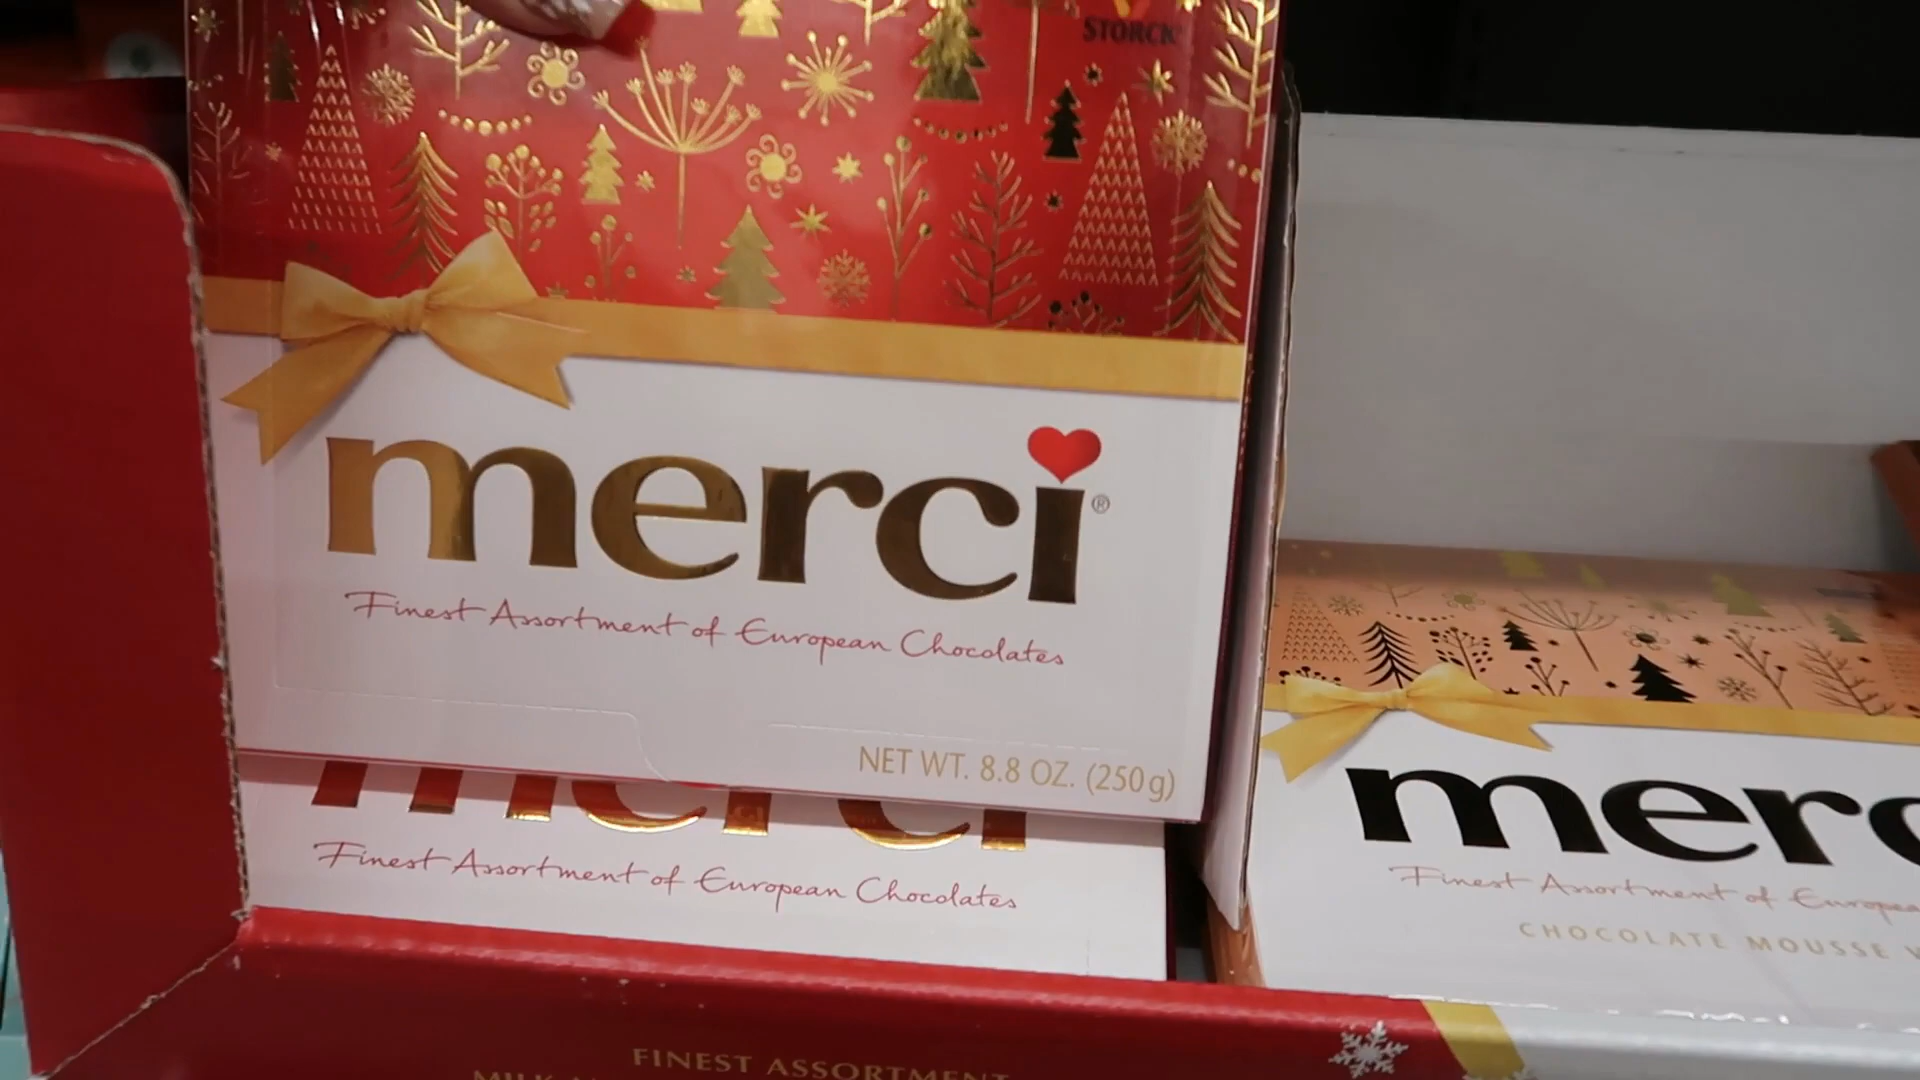 STORCK
merci®
Finest Assortment of European Chocolates
NET WT. 8.8 OZ. (250g)
merci
Finest Assortment of European Chocolates
merc
Finest Assortment of Europea
CHOCOLATE MOUSSE
FINEST ASSORTMENT